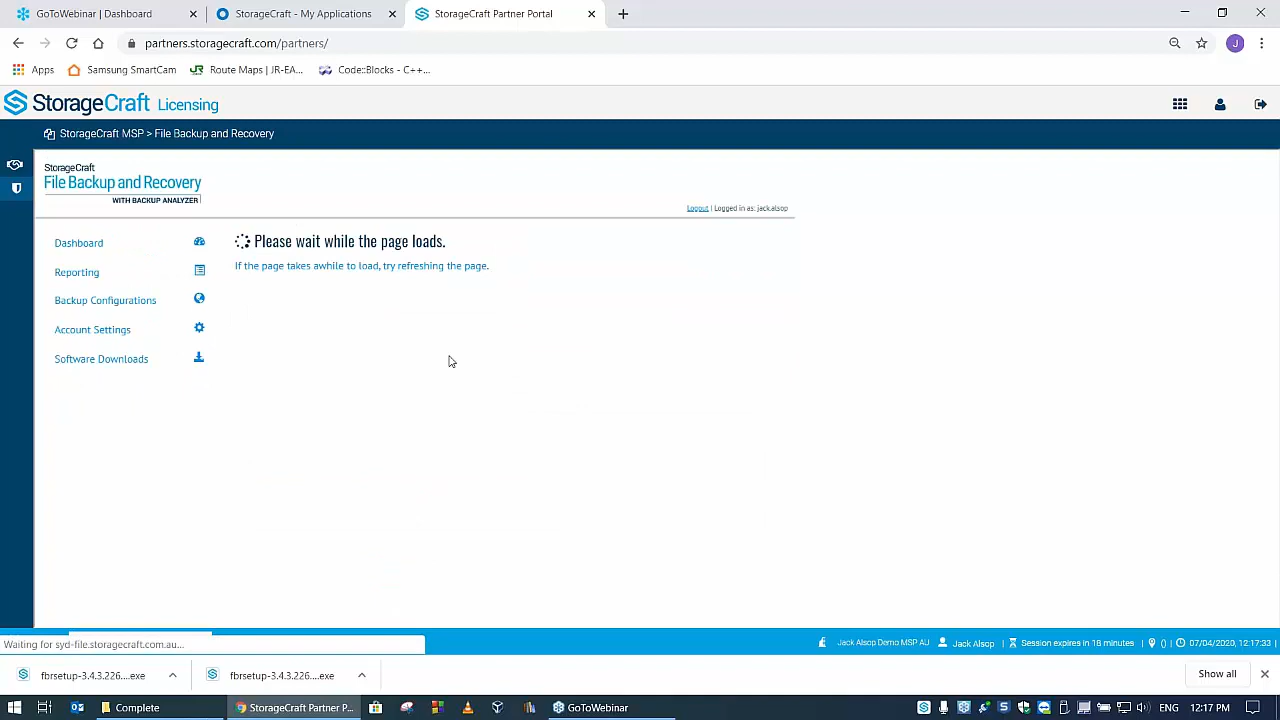 GoToWebinar | Dashboard
StorageCraft - My Applications
StorageCraft Partner Portal
partners.storagecraft.com/partners/
J
Apps
Samsung SmartCam
Route Maps | JR-EA...
Code::Blocks - C++...
StorageCraft Licensing
StorageCraft MSP > File Backup and Recovery
StorageCraft
File Backup and Recovery
WITH BACKUP ANALYZER
Logout | Logged in as: jack.alsop
Dashboard
Please wait while the page loads.
If the page takes awhile to load, try refreshing the page.
Reporting
Backup Configurations
Account Settings
Software Downloads
Waiting for syd-file.storagecraft.com.au...
Jack Alsop Demo MSP AU
Jack Alsop | Session expires in 18 minutes | () | 07/04/2020, 12:17:33
fbrsetup-3.4.3.226....exe
fbrsetup-3.4.3.226....exe
Show all
Complete
StorageCraft Partner P...
GoToWebinar
ENG
12:17 PM